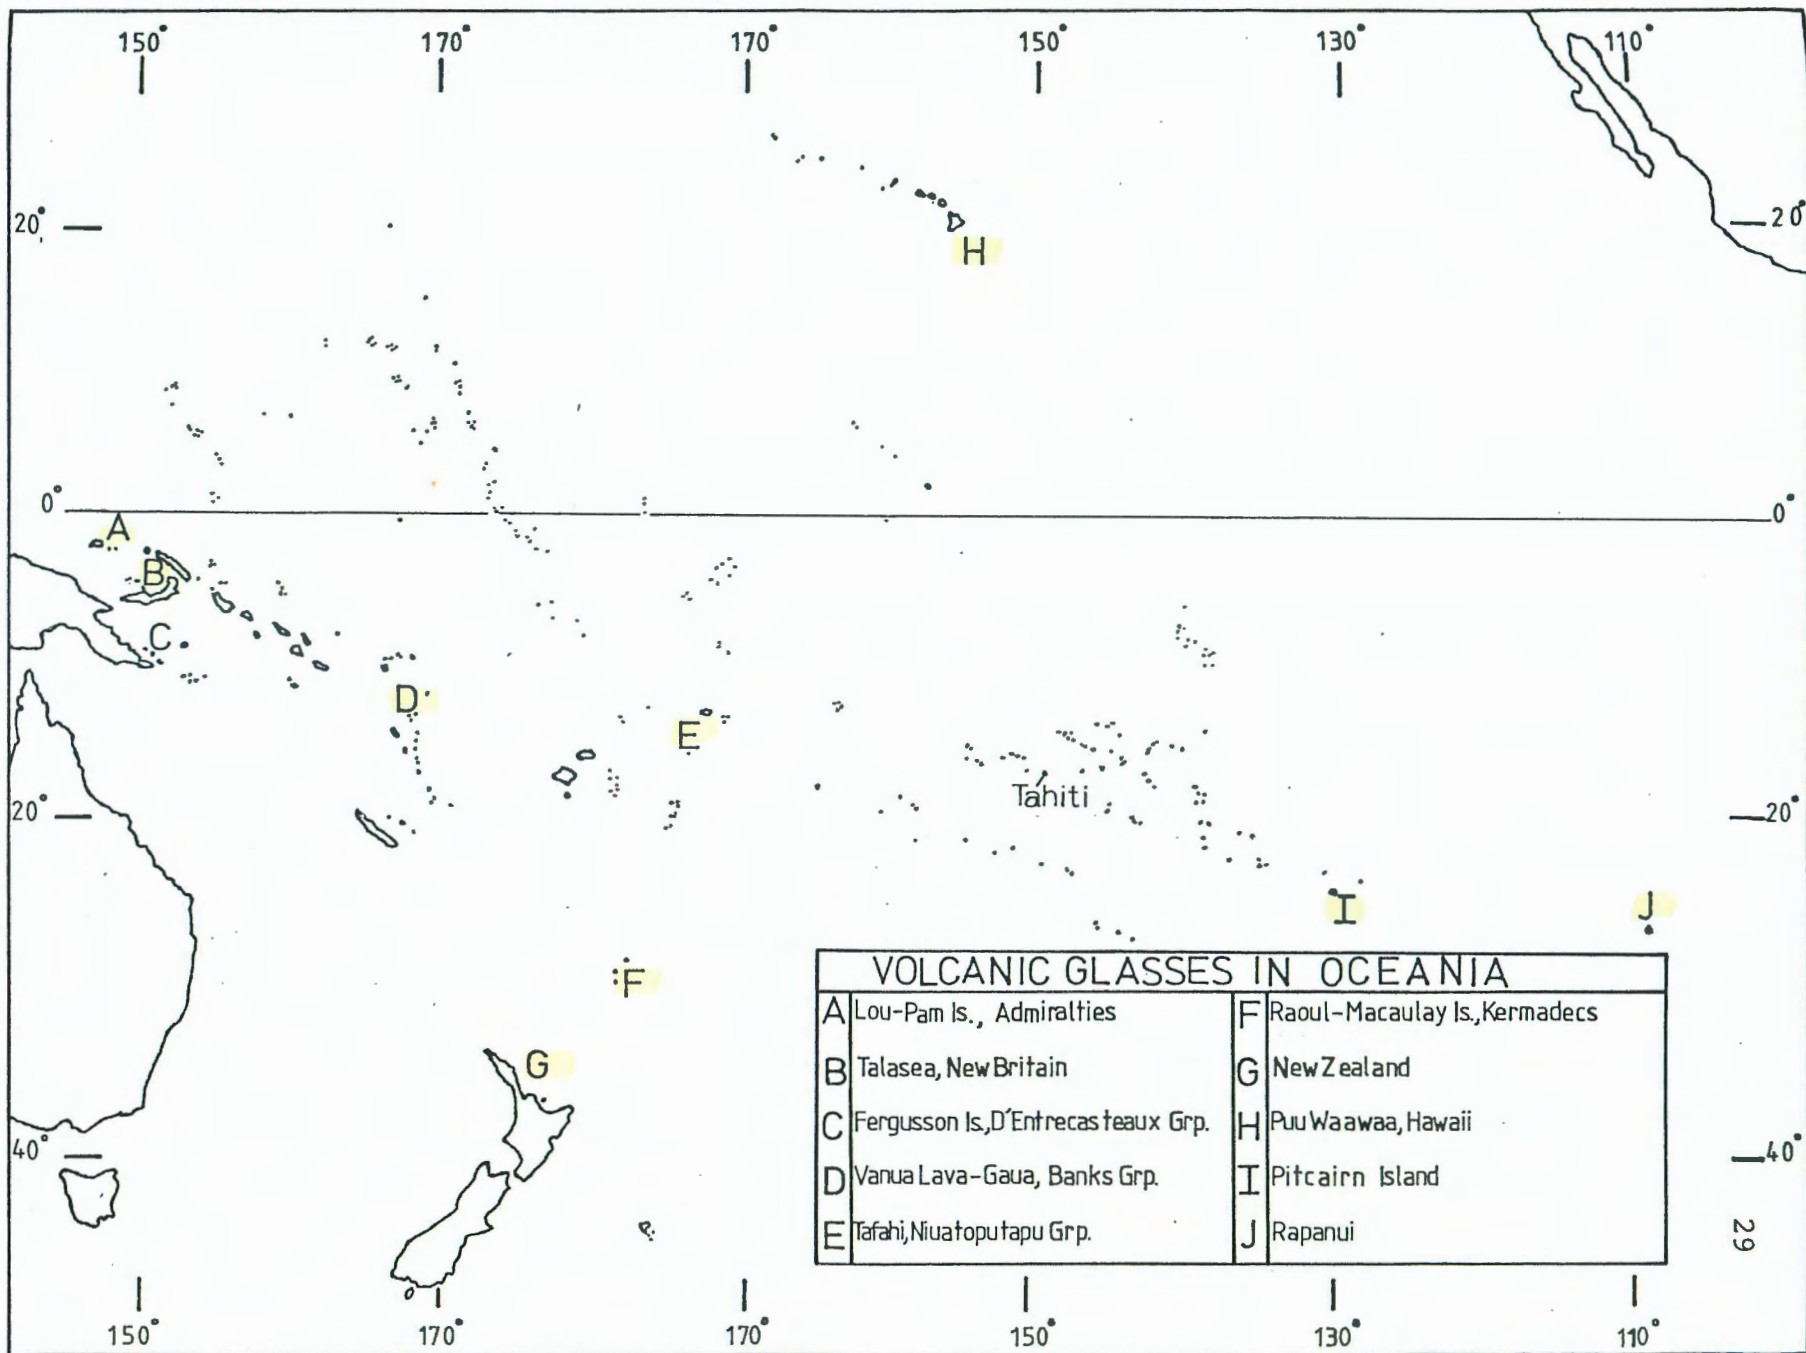 150° 170° 170° 150° 130° 110°
20° 20°
H
0° 0°
A
B
C
D
E
Tahiti
20° 20°
I J
F
G
VOLCANIC GLASSES IN OCEANIA
A Lou-Pam Is., Admiralties F Raoul-Macaulay Is., Kermadecs
B Talasea, New Britain G New Zealand
C Fergusson Is., D'Entrecasteaux Grp. H Puu Waawaa, Hawaii
D Vanua Lava-Gaua, Banks Grp. I Pitcairn Island
E Tafahi, Niuatoputapu Grp. J Rapanui
40° 40°
29
150° 170° 170° 150° 130° 110°